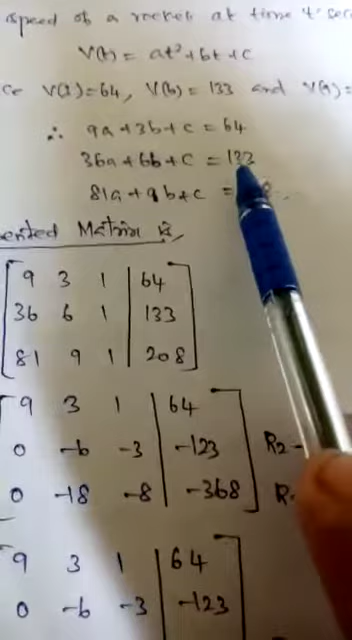 speed of a rocket at time 't' sec
V(t) = at² + bt + c
V(3) = 64, V(6) = 133 and V(9) =
∴ 9a + 3b + c = 64
36a + 6b + c = 133
81a + 9b + c =
ented Matrix is,
9 3 1 | 64
36 6 1 | 133
81 9 1 | 208
9 3 1 | 64
0 -6 -3 | -123
0 -18 -8 | -368
R2 -
R
9 3 1 | 64
0 -6 -3 | -123